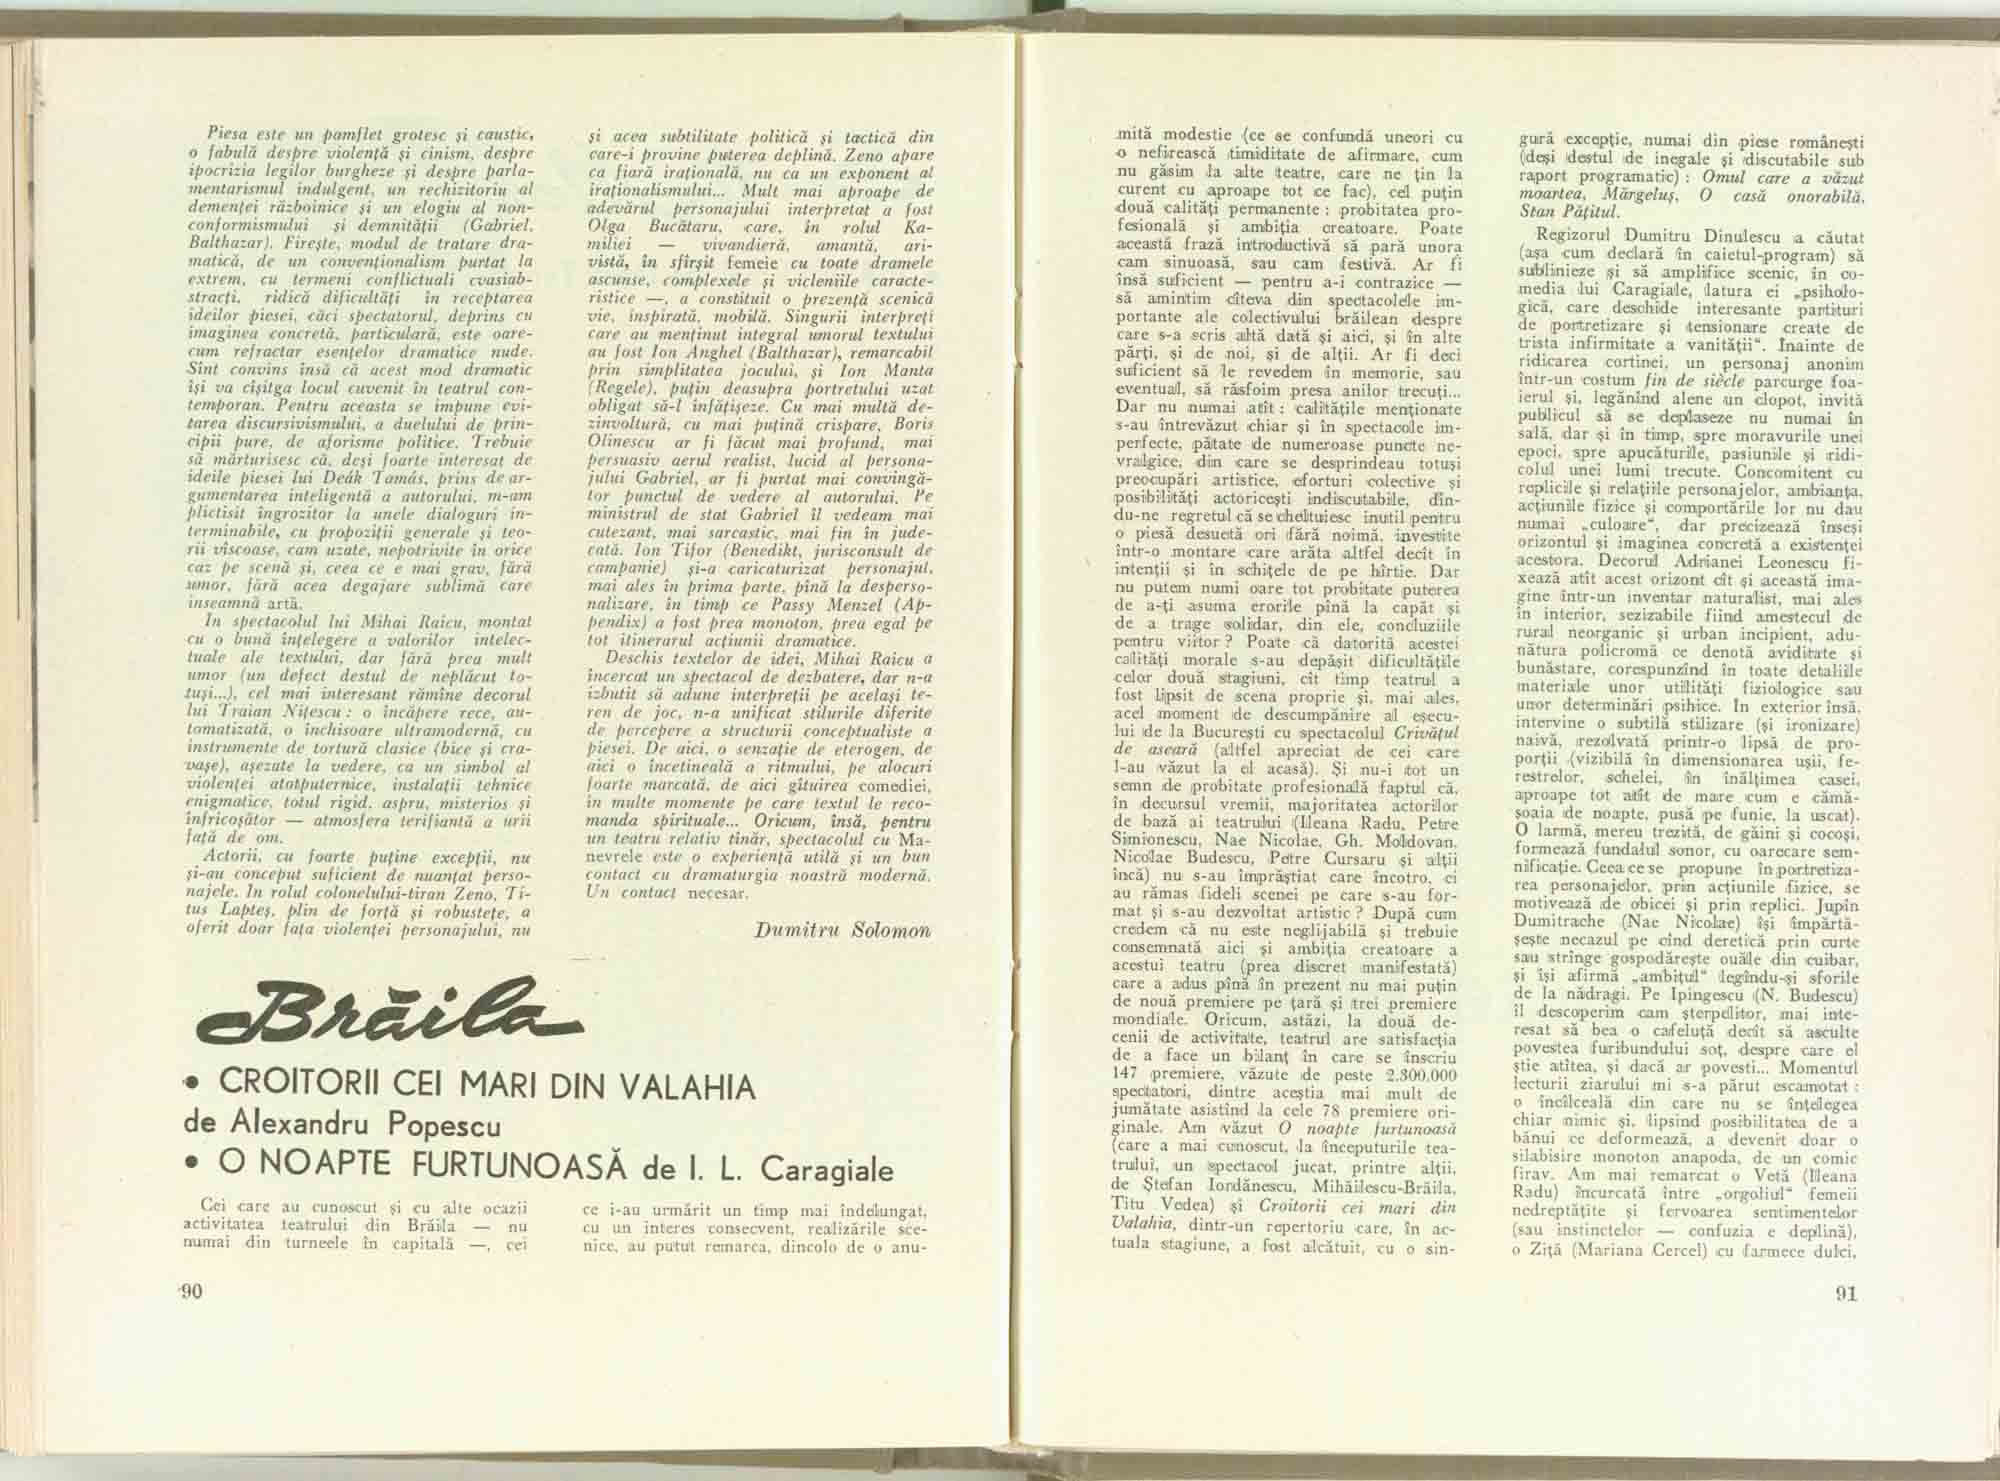 Piesa este un pamflet grotesc și caustic,
o fabulă despre violență și cinism, despre
ipocrizia legilor burgheze și despre parla-
mentarismul indulgent, un rechizitoriu al
demenței războinice și un elogiu al non-
conformismului și demnității (Gabriel,
Balthazar). Firește, modul de tratare dra-
matică, de un convenționalism purtat la
extrem, cu termeni conflictuali cvasiab-
stracți, ridică dificultăți în receptarea
ideilor piesei, căci spectatorul, deprins cu
imaginea concretă, particulară, este oare-
cum refractar esențelor dramatice nude.
Sînt convins însă că acest mod dramatic
își va cîșitga locul cuvenit în teatrul con-
temporan. Pentru aceasta se impune evi-
tarea discursivismului, a duelului de prin-
cipii pure, de aforisme politice. Trebuie
să mărturisesc că, deși foarte interesat de
ideile piesei lui Deák Tamás, prins de ar-
gumentarea inteligentă a autorului, m-am
plictisit îngrozitor la unele dialoguri in-
terminabile, cu propoziții generale și teo-
rii vîscoase, cam uzate, nepotrivite în orice
caz pe scenă și, ceea ce e mai grav, fără
umor, fără acea degajare sublimă care
înseamnă artă.
În spectacolul lui Mihai Raicu, montat
cu o bună înțelegere a valorilor intelec-
tuale ale textului, dar fără prea mult
umor (un defect destul de neplăcut to-
tuși...), cel mai interesant rămîne decorul
lui Traian Nițescu : o încăpere rece, au-
tomatizată, o închisoare ultramodernă, cu
instrumente de tortură clasice (bice și cra-
vașe), așezate la vedere, ca un simbol al
violenței atotputernice, instalații tehnice
enigmatice, totul rigid, aspru, misterios și
înfricoșător — atmosfera terifiantă a urii
față de om.
Actorii, cu foarte puține excepții, nu
și-au conceput suficient de nuanțat perso-
najele. In rolul colonelului-tiran Zeno, Ti-
tus Lapteș, plin de forță și robustețe, a
oferit doar fața violenței personajului, nu
și acea subtilitate politică și tactică din
care-i provine puterea deplină. Zeno apare
ca fiară irațională, nu ca un exponent al
iraționalismului... Mult mai aproape de
adevărul personajului interpretat a fost
Olga Bucătaru, care, în rolul Ka-
miliei — vivandieră, amantă, ari-
vistă, în sfîrșit femeie cu toate dramele
ascunse, complexele și vicleniile caracte-
ristice —, a constituit o prezență scenică
vie, inspirată, mobilă. Singurii interpreți
care au menținut integral umorul textului
au fost Ion Anghel (Balthazar), remarcabil
prin simplitatea jocului, și Ion Manta
(Regele), puțin deasupra portretului uzat
obligat să-l înfățișeze. Cu mai multă de-
zinvoltură, cu mai puțină crispare, Boris
Olinescu ar fi făcut mai profund, mai
persuasiv aerul realist, lucid al persona-
jului Gabriel, ar fi purtat mai convingă-
tor punctul de vedere al autorului. Pe
ministrul de stat Gabriel îl vedeam mai
cutezant, mai sarcastic, mai fin în jude-
cată. Ion Tifor (Benedikt, jurisconsult de
campanie) și-a caricaturizat personajul,
mai ales în prima parte, pînă la desperso-
nalizare, în timp ce Passy Menzel (Ap-
pendix) a fost prea monoton, prea egal pe
tot itinerarul acțiunii dramatice.
Deschis textelor de idei, Mihai Raicu a
încercat un spectacol de dezbatere, dar n-a
izbutit să adune interpreții pe același te-
ren de joc, n-a unificat stilurile diferite
de percepere a structurii conceptualiste a
piesei. De aici, o senzație de eterogen, de
aici o încetineală a ritmului, pe alocuri
foarte marcată, de aici gîtuirea comediei,
în multe momente pe care textul le reco-
manda spirituale... Oricum, însă, pentru
un teatru relativ tînăr, spectacolul cu Ma-
nevrele este o experiență utilă și un bun
contact cu dramaturgia noastră modernă.
Un contact necesar.
Dumitru Solomon
Brăila
• CROITORII CEI MARI DIN VALAHIA
de Alexandru Popescu
• O NOAPTE FURTUNOASĂ de I. L. Caragiale
Cei care au cunoscut și cu alte ocazii
activitatea teatrului din Brăila — nu
numai din turneele în capitală —, cei
ce i-au urmărit un timp mai îndelungat,
cu un interes consecvent, realizările sce-
nice, au putut remarca, dincolo de o anu-
90
mită modestie (ce se confundă uneori cu
o nefirească timiditate de afirmare, cum
nu găsim la alte teatre, care ne țin la
curent cu aproape tot ce fac), cel puțin
două calități permanente : probitatea pro-
fesională și ambiția creatoare. Poate
această frază introductivă să pară unora
cam sinuoasă, sau cam festivă. Ar fi
însă suficient — pentru a-i contrazice —
să amintim cîteva din spectacolele im-
portante ale colectivului brăilean despre
care s-a scris altă dată și aici, și în alte
părți, și de noi, și de alții. Ar fi deci
suficient să le revedem în memorie, sau
eventual, să răsfoim presa anilor trecuți...
Dar nu numai atît : calitățile menționate
s-au întrevăzut chiar și în spectacole im-
perfecte, pătate de numeroase puncte ne-
vralgice, din care se desprindeau totuși
preocupări artistice, eforturi colective și
posibilități actoricești indiscutabile, dîn-
du-ne regretul că se cheltuiesc inutil pentru
o piesă desuetă ori fără noimă, investite
într-o montare care arăta altfel decît în
intenții și în schițele de pe hîrtie. Dar
nu putem numi oare tot probitate puterea
de a-ți asuma erorile pînă la capăt și
de a trage solidar, din ele, concluziile
pentru viitor ? Poate că datorită acestei
calități morale s-au depășit dificultățile
celor două stagiuni, cît timp teatrul a
fost lipsit de scena proprie și, mai ales,
acel moment de descumpănire al eșecu-
lui de la București cu spectacolul Crivățul
de aseară (altfel apreciat de cei care
l-au văzut la el acasă). Și nu-i tot un
semn de probitate profesională faptul că,
în decursul vremii, majoritatea actorilor
de bază ai teatrului (Ileana Radu, Petre
Simionescu, Nae Nicolae, Gh. Moldovan,
Nicolae Budescu, Petre Cursaru și alții
încă) nu s-au împrăștiat care încotro, ci
au rămas fideli scenei pe care s-au for-
mat și s-au dezvoltat artistic ? După cum
credem că nu este neglijabilă și trebuie
consemnată aici și ambiția creatoare a
acestui teatru (prea discret manifestată)
care a adus pînă în prezent nu mai puțin
de nouă premiere pe țară și trei premiere
mondiale. Oricum, astăzi, la două de-
cenii de activitate, teatrul are satisfacția
de a face un bilanț în care se înscriu
147 premiere, văzute de peste 2.300.000
spectatori, dintre aceștia mai mult de
jumătate asistînd la cele 78 premiere ori-
ginale. Am văzut O noapte furtunoasă
(care a mai cunoscut, la începuturile tea-
trului, un spectacol jucat, printre alții,
de Ștefan Iordănescu, Mihăilescu-Brăila,
Titu Vedea) și Croitorii cei mari din
Valahia, dintr-un repertoriu care, în ac-
tuala stagiune, a fost alcătuit, cu o sin-
gură excepție, numai din piese românești
(deși destul de inegale și discutabile sub
raport programatic) : Omul care a văzut
moartea, Mărgeluș, O casă onorabilă,
Stan Pățitul.
Regizorul Dumitru Dinulescu a căutat
(așa cum declară în caietul-program) să
sublinieze și să amplifice scenic, în co-
media lui Caragiale, latura ei „psiholo-
gică, care deschide interesante partituri
de portretizare și tensionare create de
trista infirmitate a vanității“. Inainte de
ridicarea cortinei, un personaj anonim
într-un costum fin de siècle parcurge foa-
ierul și, legănînd alene un clopot, invită
publicul să se deplaseze nu numai în
sală, dar și în timp, spre moravurile unei
epoci, spre apucăturile, pasiunile și ridi-
colul unei lumi trecute. Concomitent cu
replicile și relațiile personajelor, ambianța,
acțiunile fizice și comportările lor nu dau
numai „culoare“, dar precizează înseși
orizontul și imaginea concretă a existenței
acestora. Decorul Adrianei Leonescu fi-
xează atît acest orizont cît și această ima-
gine într-un inventar naturalist, mai ales
în interior, sezizabile fiind amestecul de
rural neorganic și urban incipient, adu-
nătura policromă ce denotă aviditate și
bunăstare, corespunzînd în toate detaliile
materiale unor utilități fiziologice sau
unor determinări psihice. În exterior însă,
intervine o subtilă stilizare (și ironizare)
naivă, rezolvată printr-o lipsă de pro-
porții (vizibilă în dimensionarea ușii, fe-
restrelor, schelei, în înălțimea casei,
aproape tot atît de mare cum e cămă-
șoaia de noapte, pusă pe funie, la uscat).
O larmă, mereu trezită, de găini și cocoși,
formează fundalul sonor, cu oarecare sem-
nificație. Ceea ce se propune în portretiza-
rea personajelor, prin acțiunile fizice, se
motivează de obicei și prin replici. Jupîn
Dumitrache (Nae Nicolae) își împărtă-
șește necazul pe cînd deretică prin curte
sau strînge gospodărește ouăle din cuibar,
și își afirmă „ambițul“ legîndu-și sforile
de la nădragi. Pe Ipingescu (N. Budescu)
îl descoperim cam șterpelitor, mai inte-
resat să bea o cafeluță decît să asculte
povestea furibundului soț, despre care el
știe atîtea, și dacă ar povesti... Momentul
lecturii ziarului mi s-a părut escamotat :
o încîlceală din care nu se înțelegea
chiar nimic și, lipsind posibilitatea de a
bănui ce deformează, a devenit doar o
silabisire monoton anapoda, de un comic
firav. Am mai remarcat o Vetă (Ileana
Radu) încurcată între „orgoliul“ femeii
nedreptățite și fervoarea sentimentelor
(sau instinctelor — confuzia e deplină),
o Ziță (Mariana Cercel) cu farmece dulci,
91